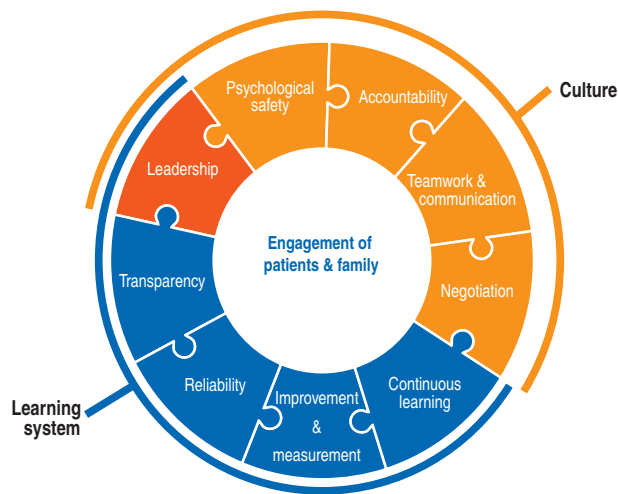 Culture
Psychological
safety
Accountability
Leadership
Teamwork &
communication
Engagement of
patients & family
Transparency
Negotiation
Reliability
Improvement
&
measurement
Continuous
learning
Learning
system